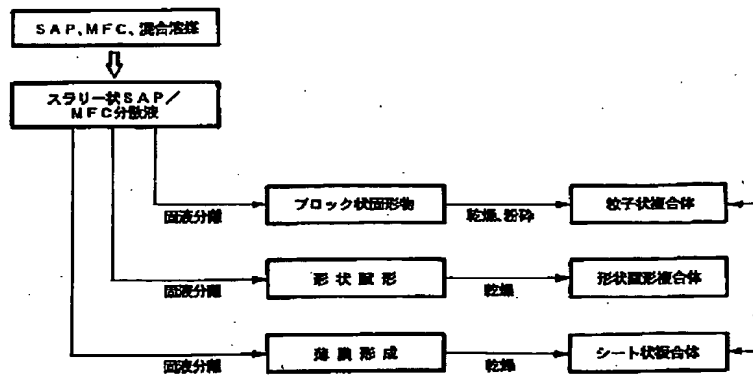 SAP、MFC、混合溶媒
スラリー状SAP／
MFC分散液
固液分離
ブロック状固形物
乾燥、粉砕
粒子状複合体
固液分離
形状賦形
乾燥
形状賦形複合体
固液分離
薄膜形成
乾燥
シート状複合体